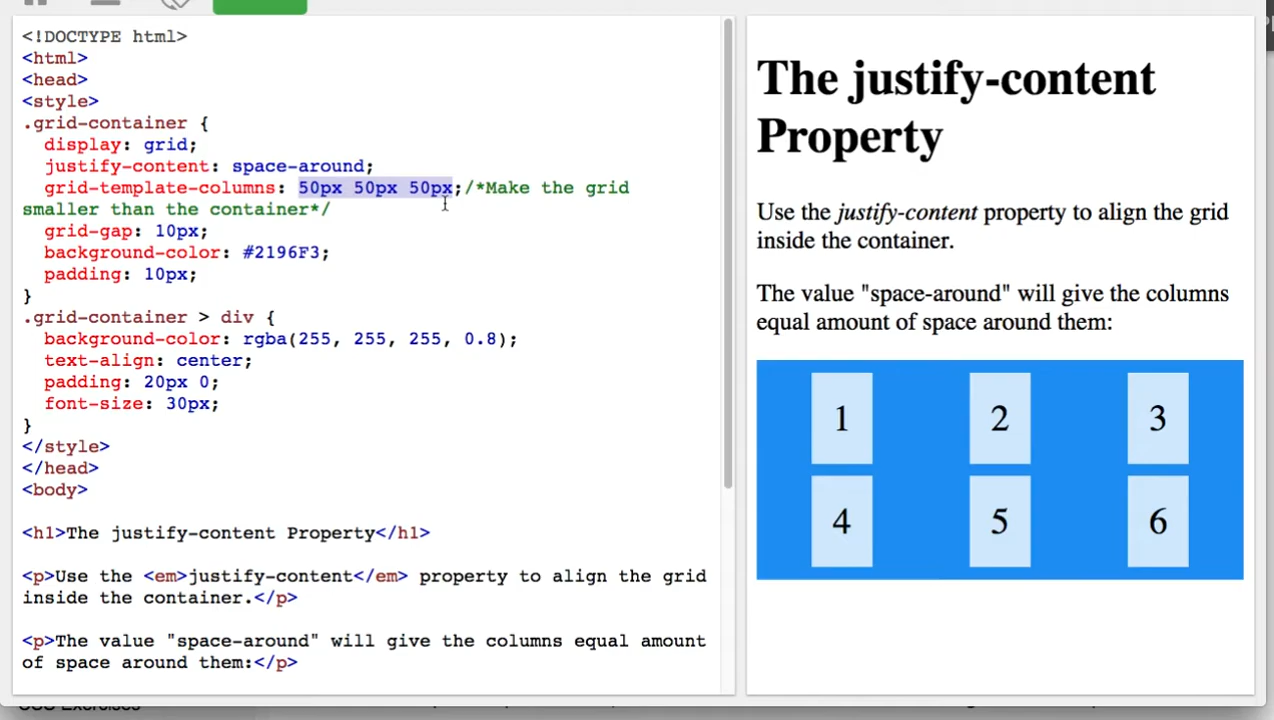 <!DOCTYPE html>
<html>
<head>
<style>
.grid-container {
  display: grid;
  justify-content: space-around;
  grid-template-columns: 50px 50px 50px;/*Make the grid
smaller than the container*/
  grid-gap: 10px;
  background-color: #2196F3;
  padding: 10px;
}
.grid-container > div {
  background-color: rgba(255, 255, 255, 0.8);
  text-align: center;
  padding: 20px 0;
  font-size: 30px;
}
</style>
</head>
<body>
<h1>The justify-content Property</h1>
<p>Use the <em>justify-content</em> property to align the grid
inside the container.</p>
<p>The value "space-around" will give the columns equal amount
of space around them:</p>
The justify-content
Property
Use the justify-content property to align the grid
inside the container.
The value "space-around" will give the columns
equal amount of space around them:
1 2 3
4 5 6
CSS Exercises